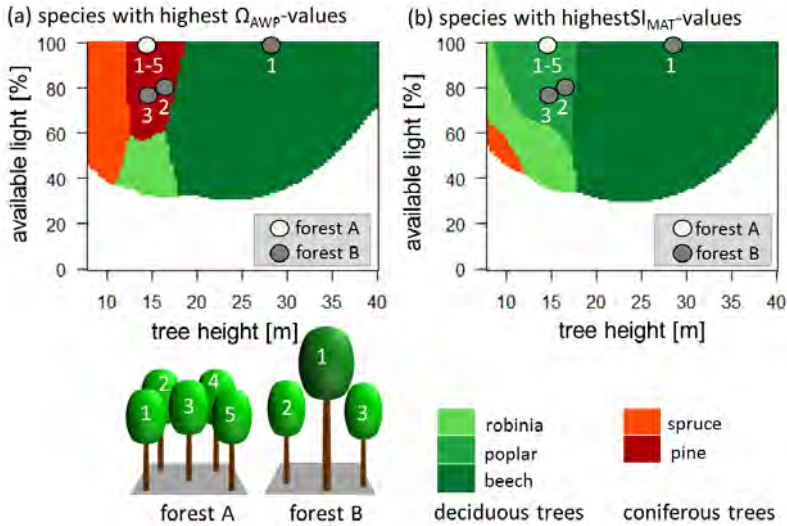 (a) species with highest Ω_AWP-values
(b) species with highestSI_MAT-values
available light [%]
100
80
60
40
20
0
1-5
3
2
1
forest A
forest B
10
15
20
25
30
35
40
tree height [m]
available light [%]
100
80
60
40
20
0
1-5
3
2
1
forest A
forest B
10
15
20
25
30
35
40
tree height [m]
1
2
3
4
5
forest A
1
2
3
forest B
robinia
poplar
beech
deciduous trees
spruce
pine
coniferous trees